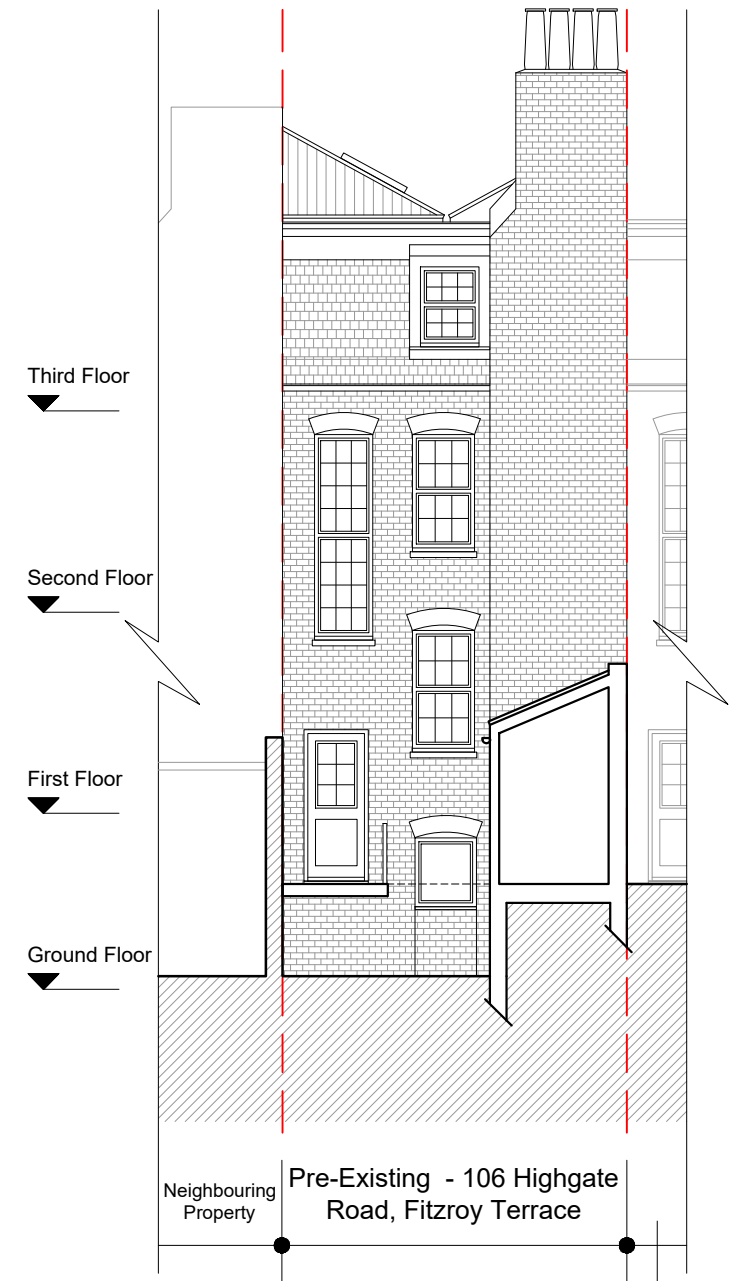 Third Floor
Second Floor
First Floor
Ground Floor
Neighbouring
Property
Pre-Existing - 106 Highgate
Road, Fitzroy Terrace